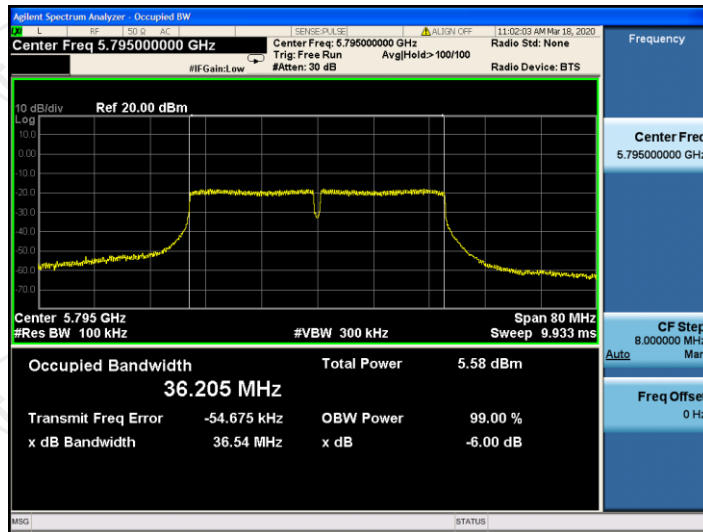 Agilent Spectrum Analyzer - Occupied BW
L RF 50 Ω AC SENSE:PULSE ALIGN OFF 11:02:03 AM Mar 18, 2020
Center Freq 5.795000000 GHz
Center Freq: 5.795000000 GHz
Radio Std: None
Trig: Free Run
Avg|Hold:> 100/100
#IFGain:Low
#Atten: 30 dB
Radio Device: BTS
10 dB/div Ref 20.00 dBm
Log
10.0
0.00
-10.0
-20.0
-30.0
-40.0
-50.0
-60.0
-70.0
Center 5.795 GHz
Span 80 MHz
#Res BW 100 kHz
#VBW 300 kHz
Sweep 9.933 ms
Occupied Bandwidth
Total Power 5.58 dBm
36.205 MHz
Transmit Freq Error -54.675 kHz
OBW Power 99.00 %
x dB Bandwidth 36.54 MHz
x dB -6.00 dB
MSG
STATUS
Frequency
Center Freq
5.795000000 GHz
CF Step
8.000000 MHz
Auto Man
Freq Offset
0 Hz